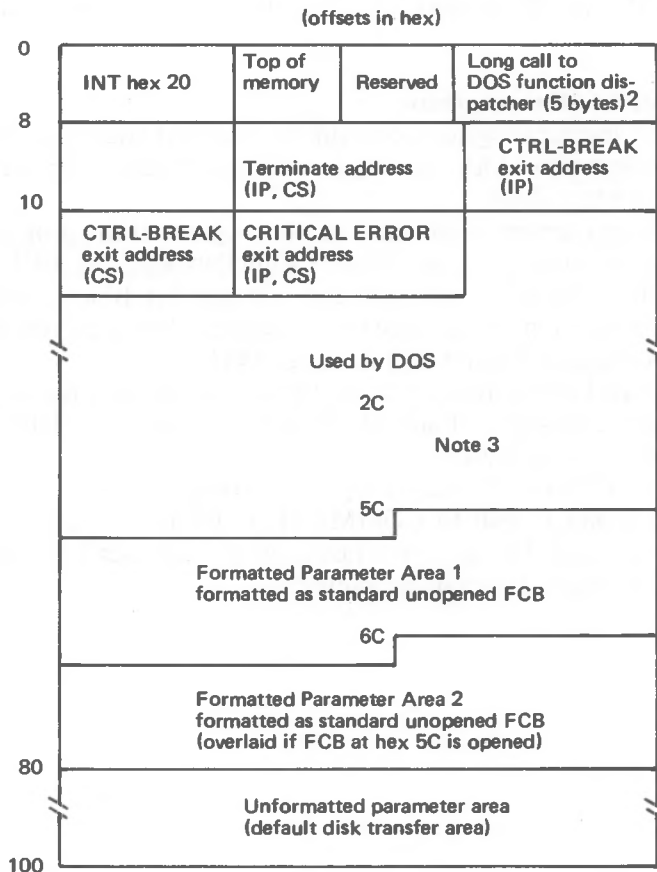 (offsets in hex)
0
INT hex 20
Top of
memory
Reserved
Long call to
DOS function dis-
patcher (5 bytes)2
8
Terminate address
(IP, CS)
CTRL-BREAK
exit address
(IP)
10
CTRL-BREAK
exit address
(CS)
CRITICAL ERROR
exit address
(IP, CS)
Used by DOS
2C
Note 3
5C
Formatted Parameter Area 1
formatted as standard unopened FCB
6C
Formatted Parameter Area 2
formatted as standard unopened FCB
(overlaid if FCB at hex 5C is opened)
80
Unformatted parameter area
(default disk transfer area)
100